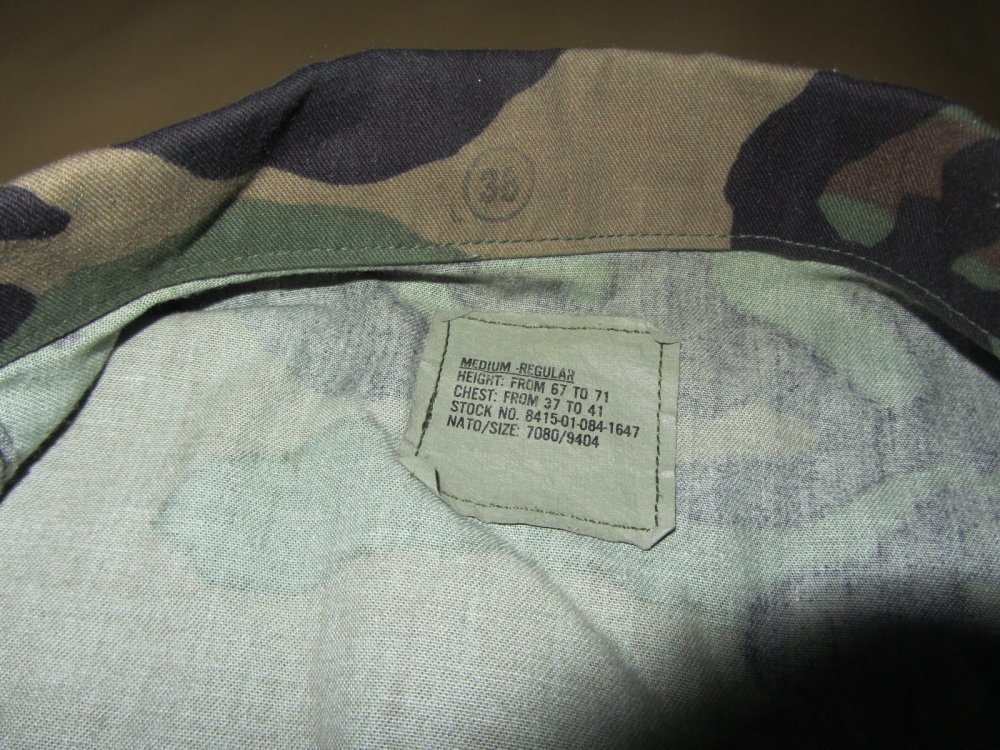 38
MEDIUM-REGULAR
HEIGHT: FROM 67 TO 71
CHEST: FROM 37 TO 41
STOCK NO. 8415-01-084-1647
NATO/SIZE: 7080/9404